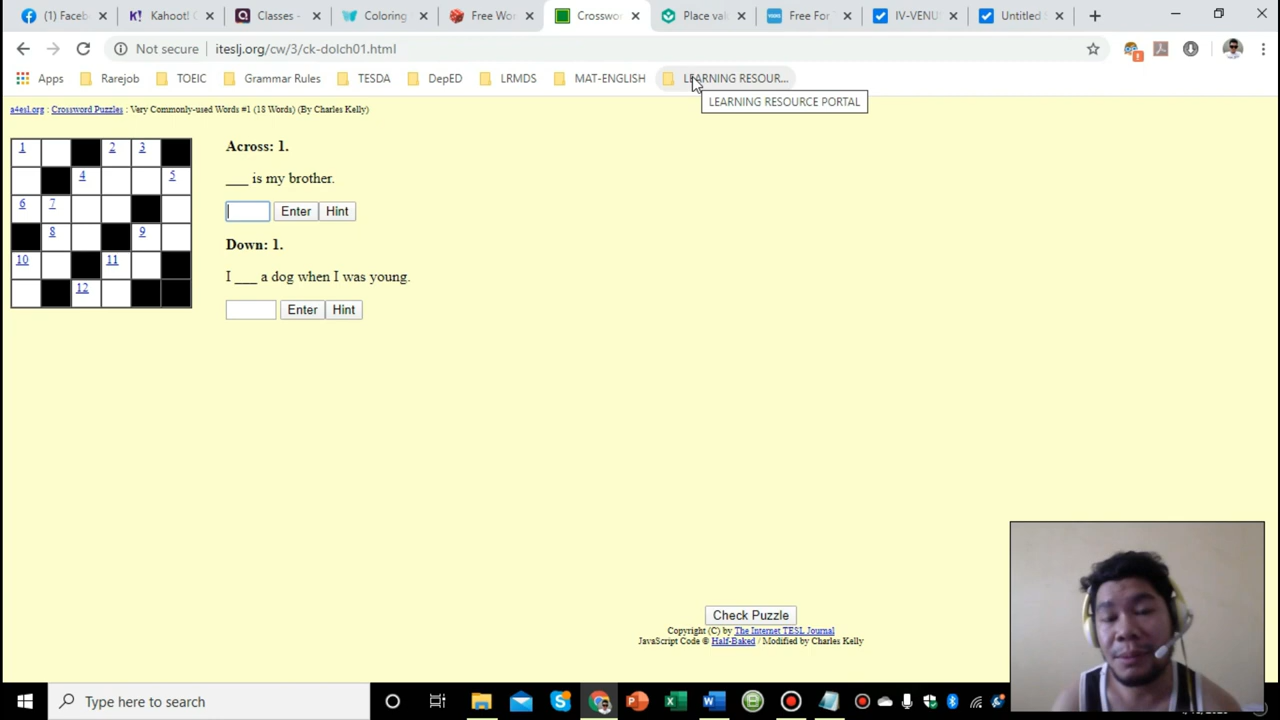 (1) Faceb
Kahoot! (
Classes -
Coloring
Free Wor
Crosswo
Place val
Free For
IV-VENU
Untitled
Not secure
iteslj.org/cw/3/ck-dolch01.html
Apps
Rarejob
TOEIC
Grammar Rules
TESDA
DepED
LRMDS
MAT-ENGLISH
LEARNING RESOUR...
LEARNING RESOURCE PORTAL
a4esl.org : Crossword Puzzles : Very Commonly-used Words #1 (18 Words) (By Charles Kelly)
1 2 3
4 5
6 7
8 9
10 11
12
Across: 1.
___ is my brother.
Enter Hint
Down: 1.
I ___ a dog when I was young.
Enter Hint
Check Puzzle
Copyright (C) by The Internet TESL Journal
JavaScript Code © Half-Baked / Modified by Charles Kelly
Type here to search